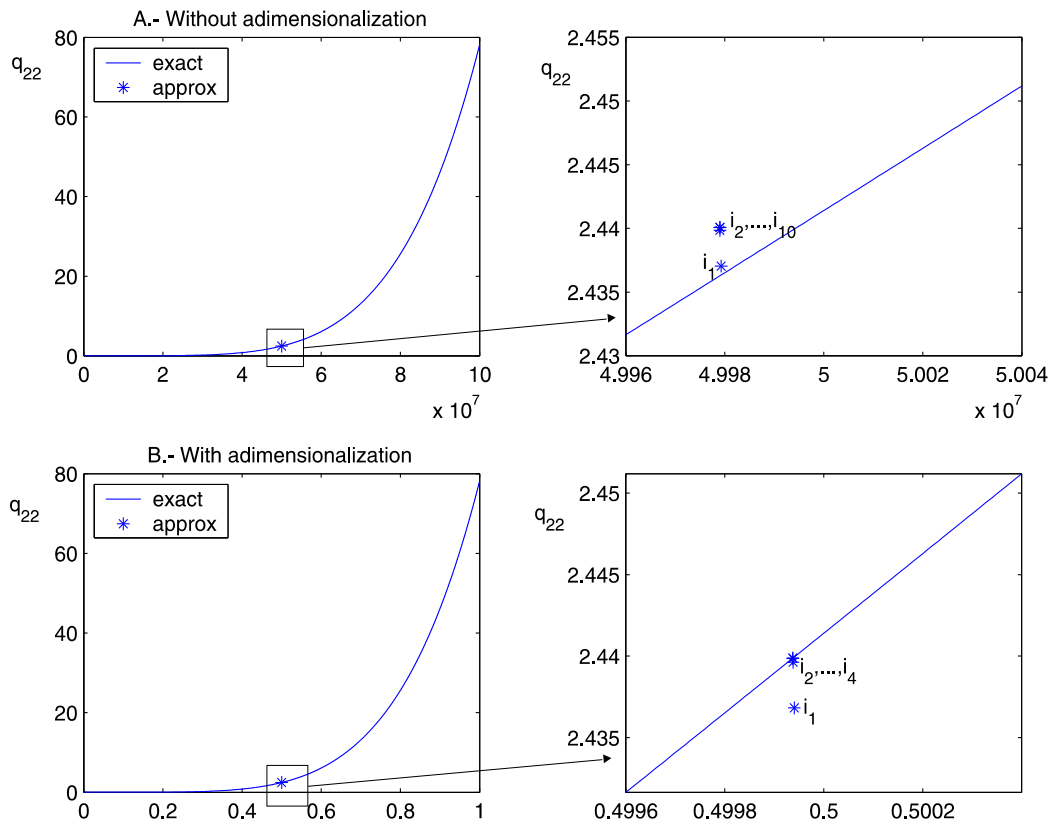 A.- Without adimensionalization
q22
80
60
40
20
0
exact
approx
0 2 4 6 8 10
x 10^7
q22
2.455
2.45
2.445
2.44
2.435
2.43
i2,....,i10
i1
4.996 4.998 5 5.002 5.004
x 10^7
B.- With adimensionalization
q22
80
60
40
20
0
exact
approx
0 0.2 0.4 0.6 0.8 1
q22
2.45
2.445
2.44
2.435
i2,....,i4
i1
0.4996 0.4998 0.5 0.5002